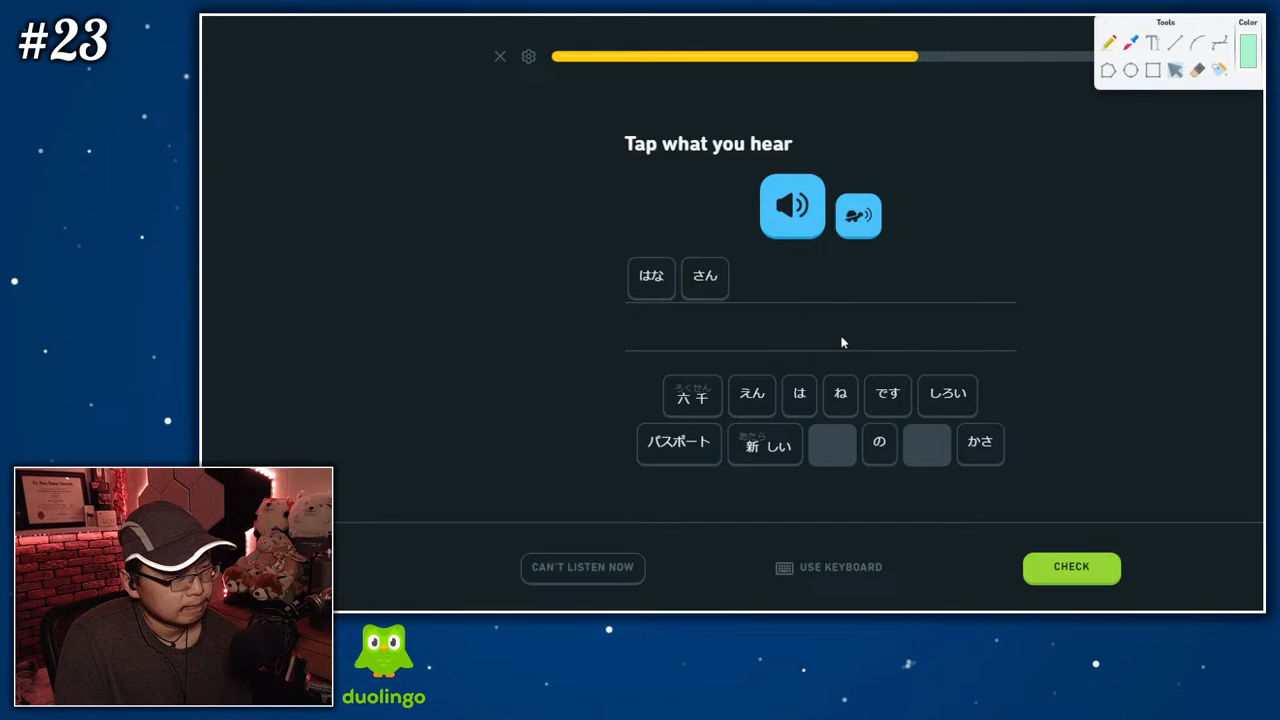 #23
Tools
Color
Tap what you hear
はな さん
ろくせん
六千 えん は ね です しろい
あたら
パスポート 新しい の かさ
CAN'T LISTEN NOW
USE KEYBOARD
CHECK
duolingo